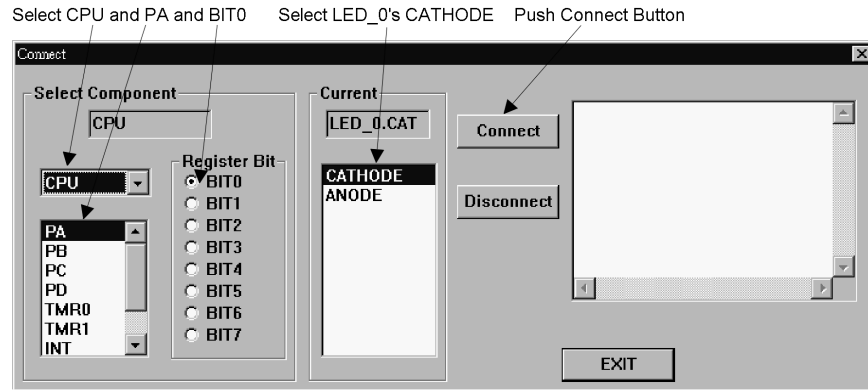 Select CPU and PA and BIT0
Select LED_0's CATHODE
Push Connect Button
Connect
Select Component
CPU
CPU
PA
PB
PC
PD
TMR0
TMR1
INT
Register Bit
BIT0
BIT1
BIT2
BIT3
BIT4
BIT5
BIT6
BIT7
Current
LED_0.CAT
CATHODE
ANODE
Connect
Disconnect
EXIT